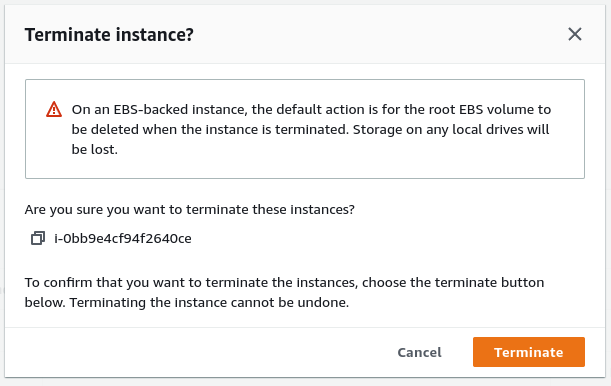 Terminate instance?
On an EBS-backed instance, the default action is for the root EBS volume to
be deleted when the instance is terminated. Storage on any local drives will
be lost.
Are you sure you want to terminate these instances?
i-0bb9e4cf94f2640ce
To confirm that you want to terminate the instances, choose the terminate button
below. Terminating the instance cannot be undone.
Cancel
Terminate